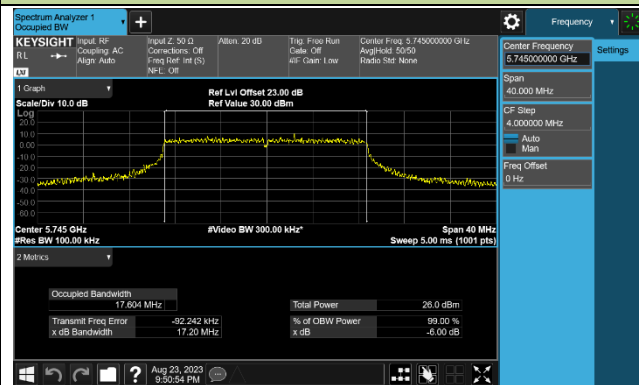 Spectrum Analyzer 1
Occupied BW
Frequency
KEYSIGHT
RL
LXI
Input: RF
Coupling: AC
Align: Auto
Input Z: 50 Ω
Corrections: Off
Freq Ref: Int (S)
NFE: Off
Atten: 20 dB
Trig: Free Run
Gate: Off
#IF Gain: Low
Center Freq: 5.745000000 GHz
Avg|Hold: 50/50
Radio Std: None
Center Frequency
5.745000000 GHz
Settings
Span
40.000 MHz
CF Step
4.000000 MHz
Auto
Man
Freq Offset
0 Hz
1 Graph
Scale/Div 10.0 dB
Ref Lvl Offset 23.00 dB
Ref Value 30.00 dBm
Log
20.0
10.0
0.00
-10.0
-20.0
-30.0
-40.0
-50.0
-60.0
Center 5.745 GHz
#Res BW 100.00 kHz
#Video BW 300.00 kHz*
Span 40 MHz
Sweep 5.00 ms (1001 pts)
2 Metrics
Occupied Bandwidth
17.604 MHz
Total Power 26.0 dBm
Transmit Freq Error -92.242 kHz
% of OBW Power 99.00 %
x dB Bandwidth 17.20 MHz
x dB -6.00 dB
?
Aug 23, 2023
9:50:54 PM